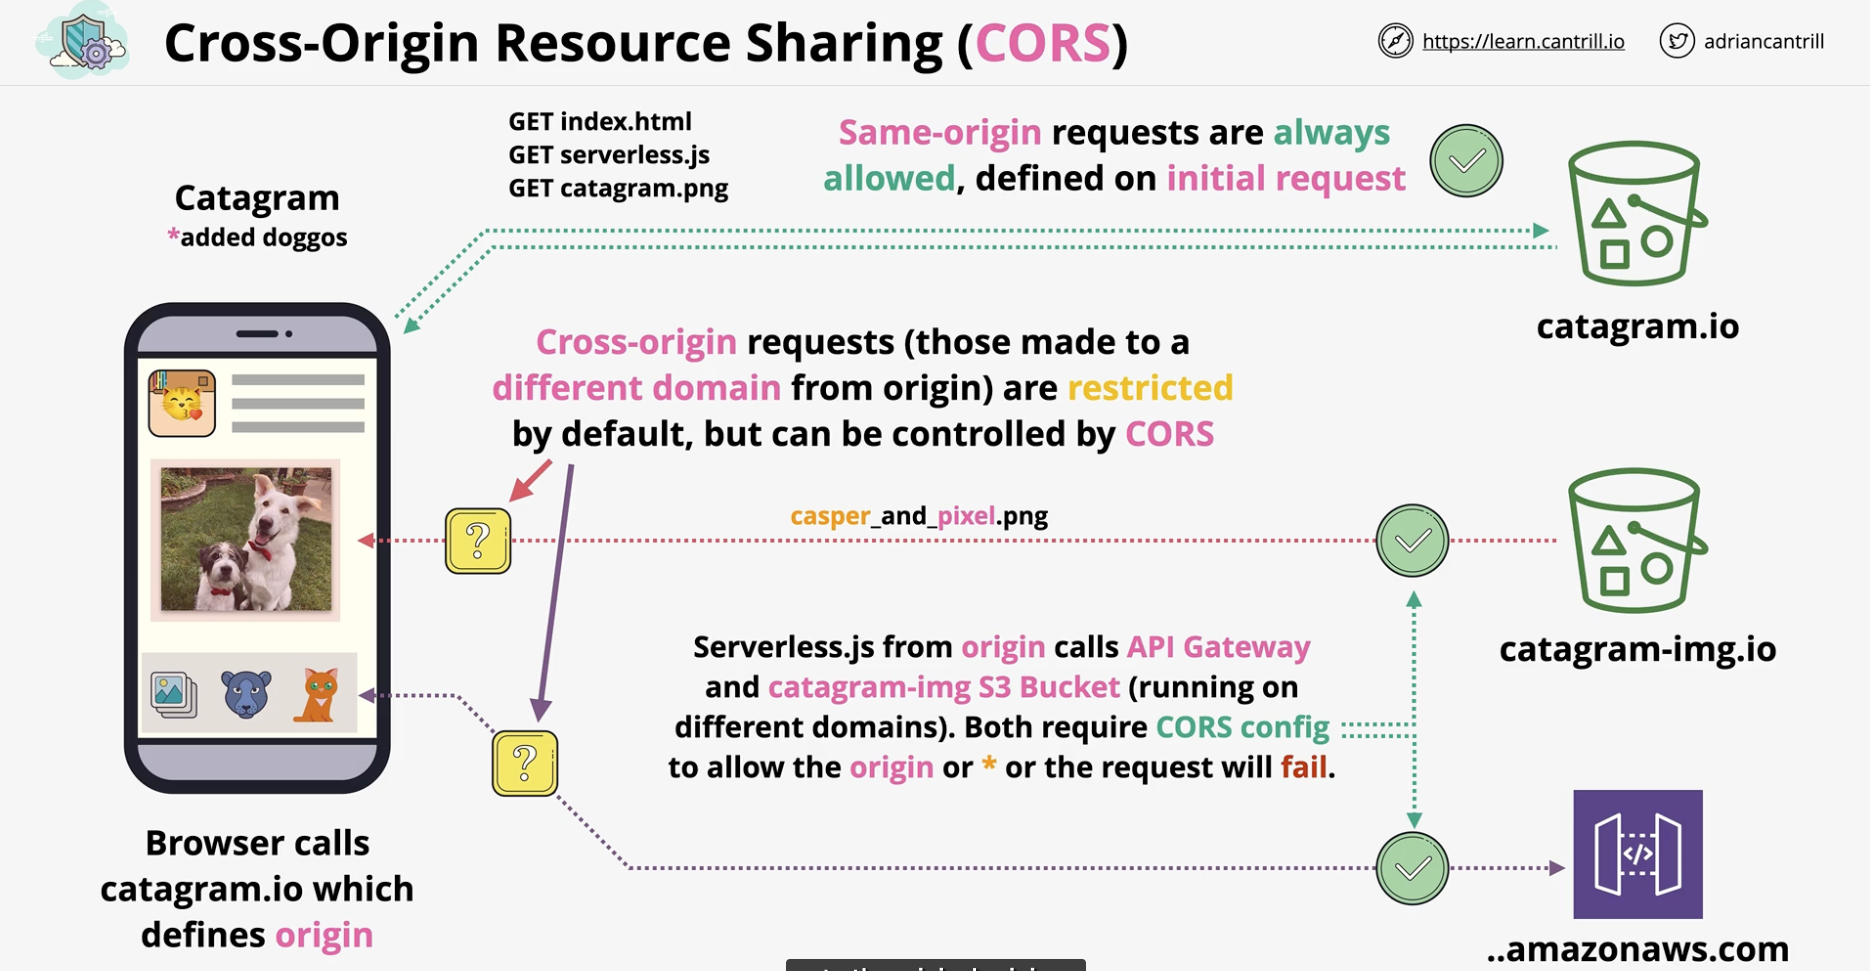 Cross-Origin Resource Sharing (CORS)
https://learn.cantrill.io
adriancantrill
GET index.html
GET serverless.js
GET catagram.png
Same-origin requests are always
allowed, defined on initial request
Catagram
*added doggos
catagram.io
Cross-origin requests (those made to a
different domain from origin) are restricted
by default, but can be controlled by CORS
?
casper_and_pixel.png
catagram-img.io
Serverless.js from origin calls API Gateway
and catagram-img S3 Bucket (running on
different domains). Both require CORS config
to allow the origin or * or the request will fail.
?
</>
Browser calls
catagram.io which
defines origin
..amazonaws.com